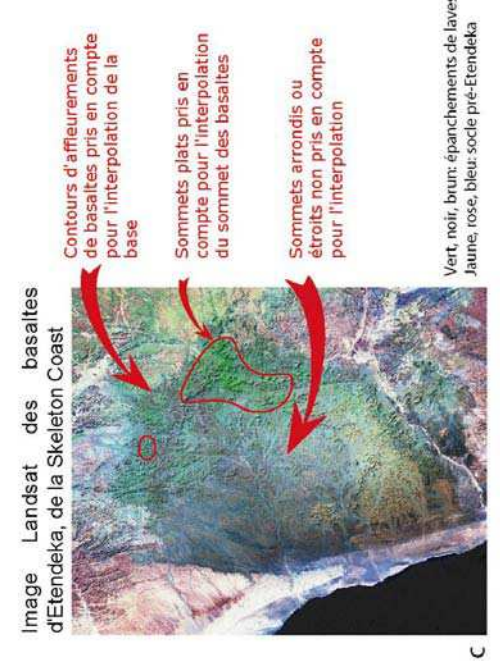 Image Landsat des basaltes
d'Etendeka, de la Skeleton Coast
Contours d'affleurements
de basaltes pris en compte
pour l'interpolation de la
base
Sommets plats pris en
compte pour l'interpolation
du sommet des basaltes
Sommets arrondis ou
étroits non pris en compte
pour l'interpolation
Vert, noir, brun: épanchements de laves
Jaune, rose, bleu: socle pré-Etendeka
C